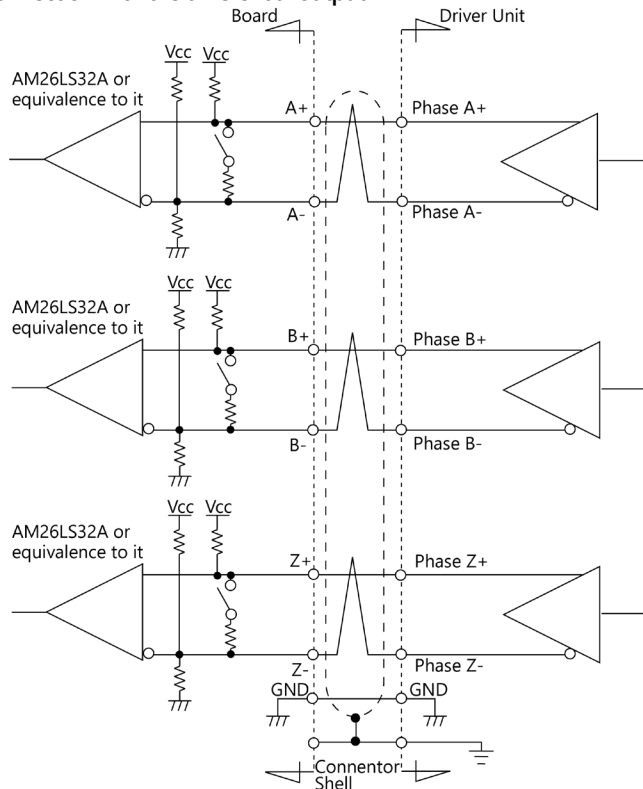 Board
Driver Unit
Vcc
Vcc
AM26LS32A or
equivalence to it
A+
Phase A+
A-
Phase A-
Vcc
Vcc
AM26LS32A or
equivalence to it
B+
Phase B+
B-
Phase B-
Vcc
Vcc
AM26LS32A or
equivalence to it
Z+
Phase Z+
Z-
Phase Z-
GND
GND
Connentor
Shell